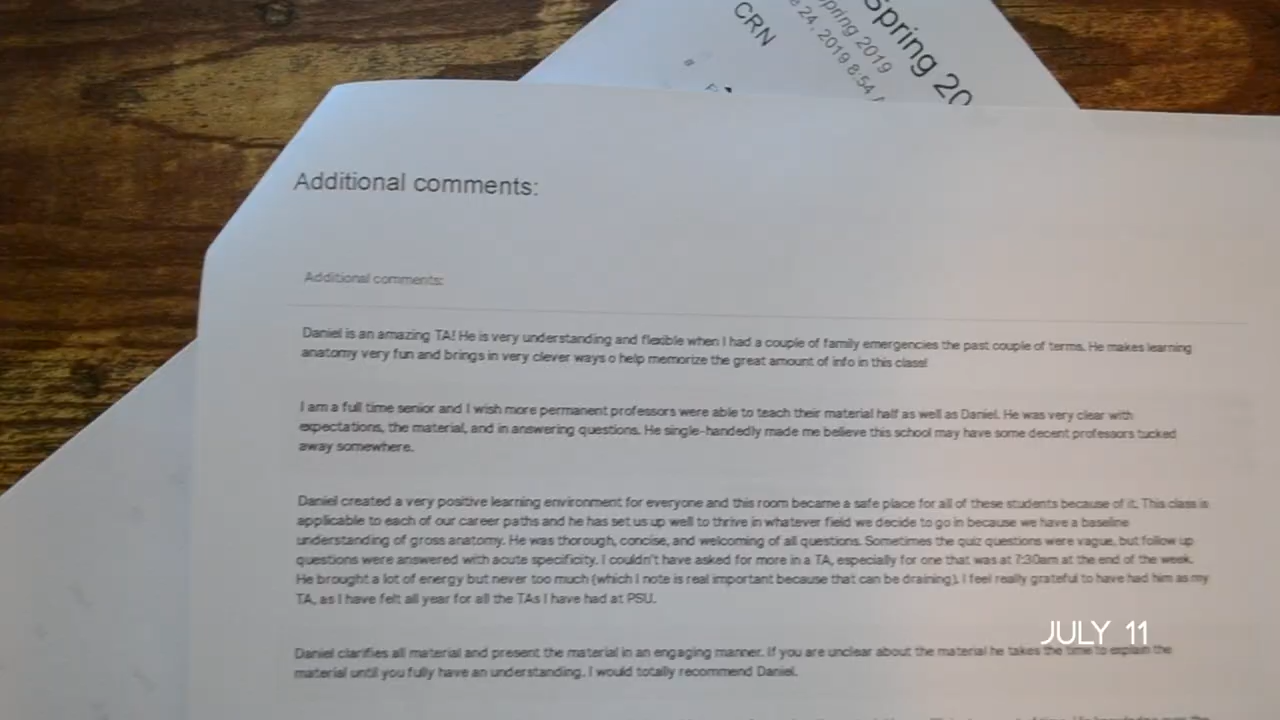 Spring 20
Spring 2019
24, 2019 8:54
CRN
#
Additional comments:
Additional comments:
Daniel is an amazing TA! He is very understanding and flexible when I had a couple of family emergencies the past couple of terms. He makes learning
anatomy very fun and brings in very clever ways o help memorize the great amount of info in this class!
I am a full time senior and I wish more permanent professors were able to teach their material half as well as Daniel. He was very clear with
expectations, the material, and in answering questions. He single-handedly made me believe this school may have some decent professors tucked
away somewhere.
Daniel created a very positive learning environment for everyone and this room became a safe place for all of these students because of it. This class is
applicable to each of our career paths and he has set us up well to thrive in whatever field we decide to go in because we have a baseline
understanding of gross anatomy. He was thorough, concise, and welcoming of all questions. Sometimes the quiz questions were vague, but follow up
questions were answered with acute specificity. I couldn't have asked for more in a TA, especially for one that was at 7:30am at the end of the week.
He brought a lot of energy but never too much (which I note is real important because that can be draining). I feel really grateful to have had him as my
TA, as I have felt all year for all the TAs I have had at PSU.
JULY 11
Daniel clarifies all material and present the material in an engaging manner. If you are unclear about the material he takes the time to explain the
material until you fully have an understanding. I would totally recommend Daniel.